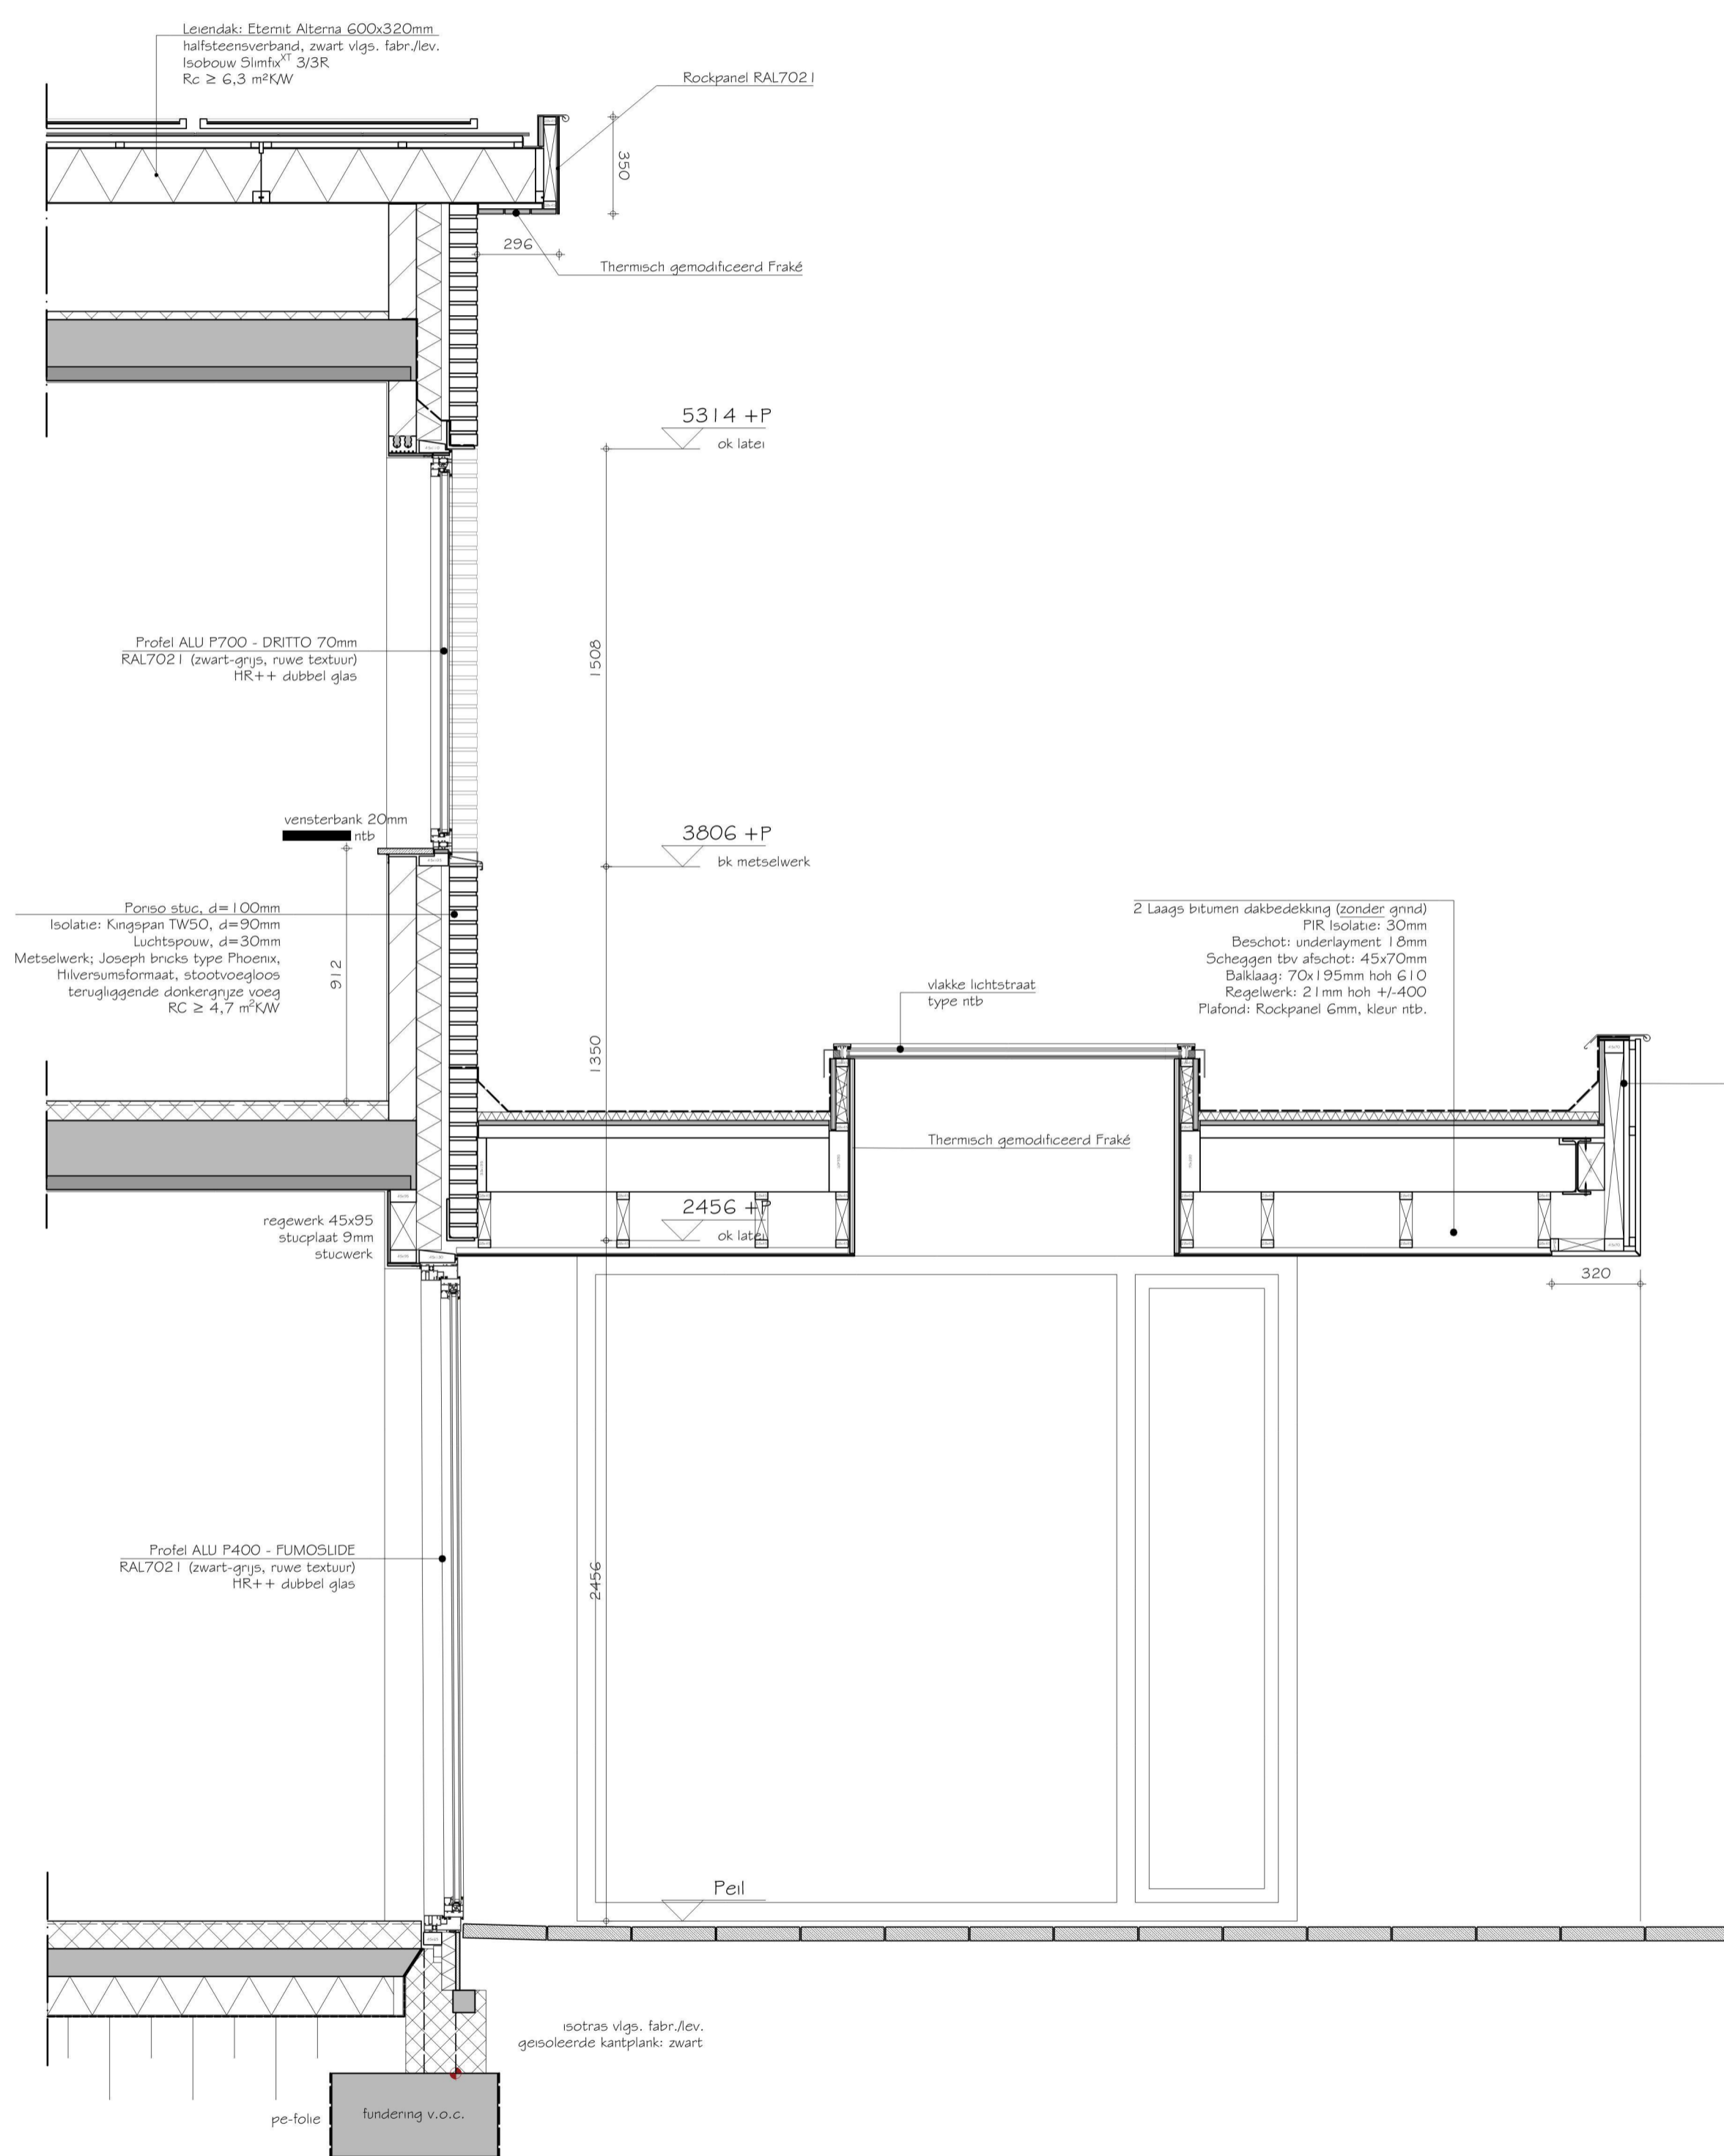 Leiendak: Eternit Alterna 600x320mm
halfsteensverband, zwart vlgs. fabr./lev.
Isobouw Slimfix^XT 3/3R
Rc ≥ 6,3 m²K/W
Rockpanel RAL7021
350
296
Thermisch gemodificeerd Fraké
5314 +P
ok latei
1508
Profel ALU P700 - DRITTO 70mm
RAL7021 (zwart-grijs, ruwe textuur)
HR++ dubbel glas
vensterbank 20mm
ntb
3806 +P
bk metselwerk
912
Poriso stuc, d=100mm
Isolatie: Kingspan TW50, d=90mm
Luchtspouw, d=30mm
Metselwerk; Joseph bricks type Phoenix,
Hilversumsformaat, stootvoegloos
terugliggende donkergrijze voeg
RC ≥ 4,7 m²K/W
1350
2 Laags bitumen dakbedekking (zonder grind)
PIR Isolatie: 30mm
Beschot: underlayment 18mm
Scheggen tbv afschot: 45x70mm
Balklaag: 70x195mm hoh 610
Regelwerk: 21mm hoh +/-400
Plafond: Rockpanel 6mm, kleur ntb.
vlakke lichtstraat
type ntb
Thermisch gemodificeerd Fraké
2456 +P
ok latei
regewerk 45x95
stucplaat 9mm
stucwerk
320
Profel ALU P400 - FUMOSLIDE
RAL7021 (zwart-grijs, ruwe textuur)
HR++ dubbel glas
2456
Peil
isotras vlgs. fabr./lev.
geisoleerde kantplank: zwart
pe-folie
fundering v.o.c.